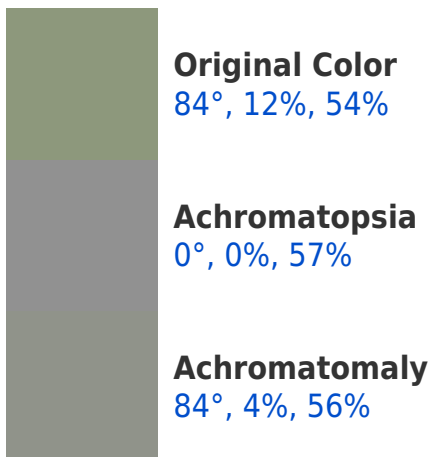 Original Color
84°, 12%, 54%
Achromatopsia
0°, 0%, 57%
Achromatomaly
84°, 4%, 56%